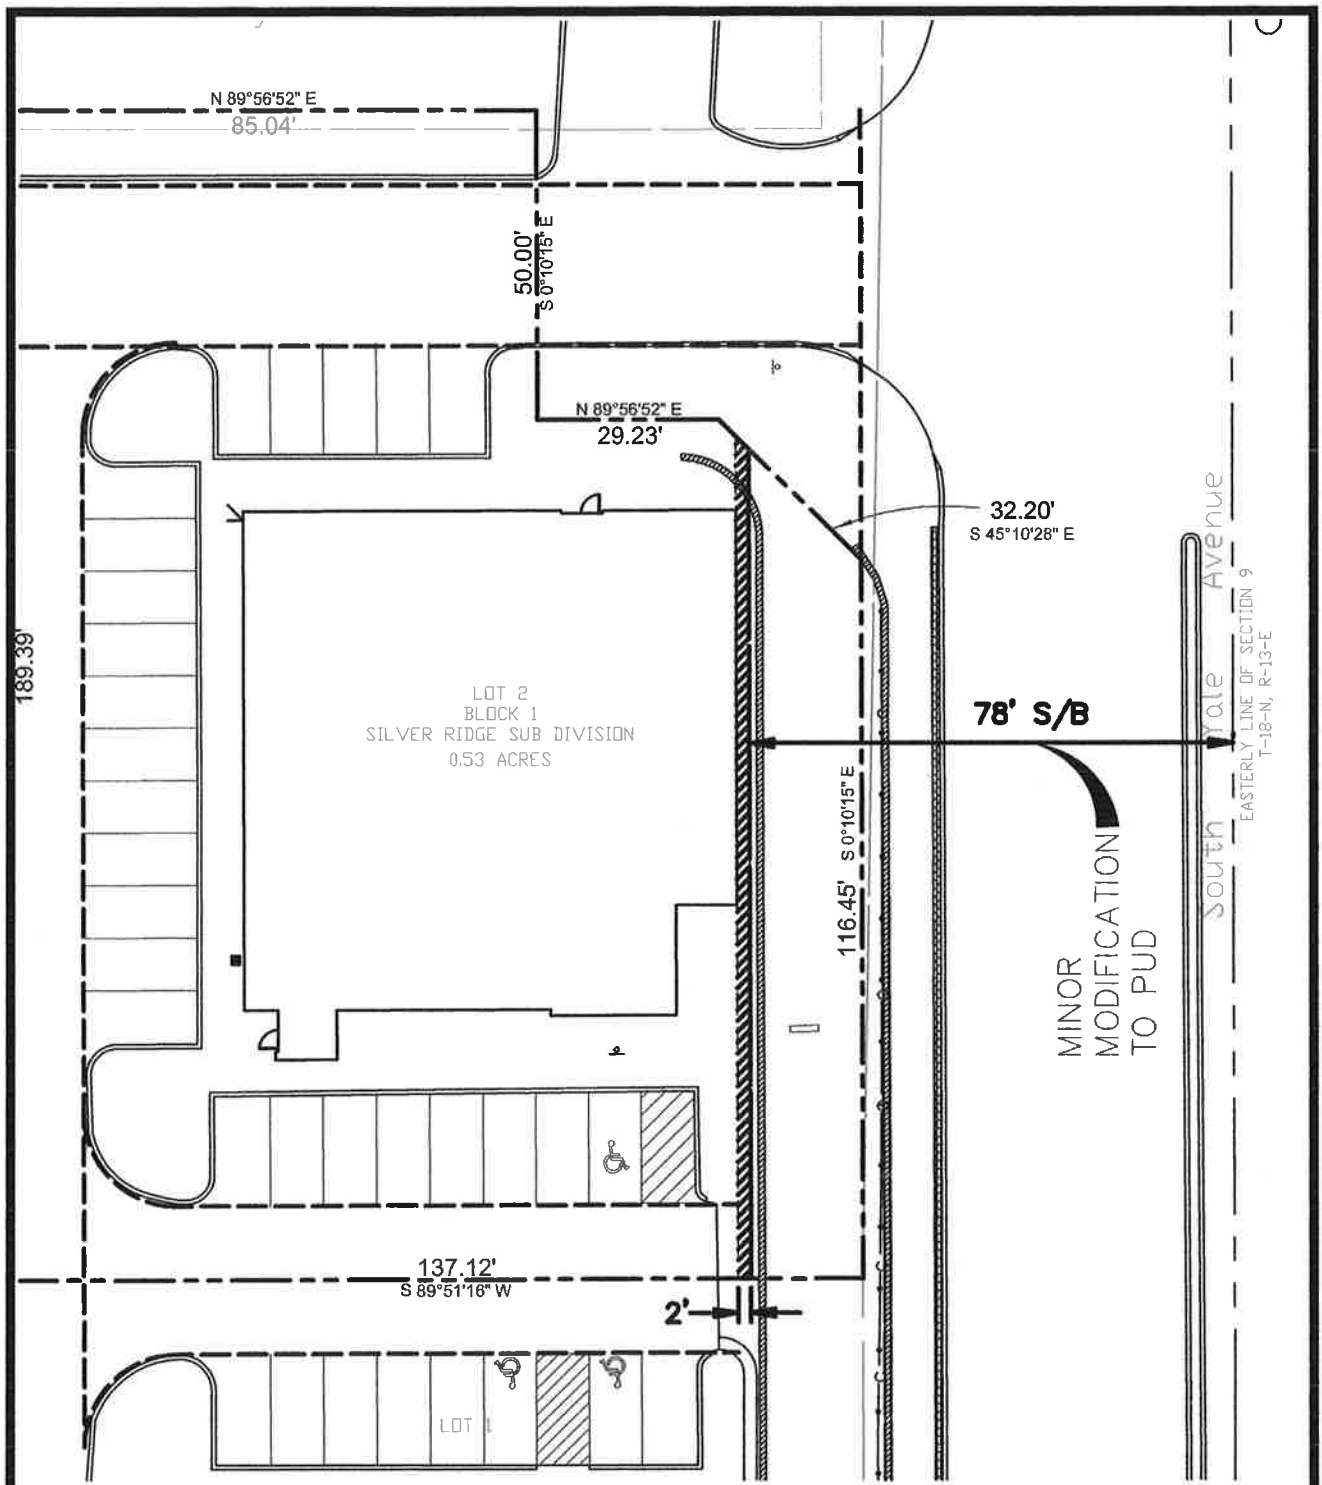 N 89°56'52" E
85.04'
50.00'
S 0°10'15" E
N 89°56'52" E
29.23'
32.20'
S 45°10'28" E
189.39'
LOT 2
BLOCK 1
SILVER RIDGE SUB DIVISION
0.53 ACRES
78' S/B
South Yale Avenue
EASTERLY LINE OF SECTION 9
T-18-N, R-13-E
116.45' S 0°10'15" E
MINOR
MODIFICATION
TO PUD
137.12'
S 89°51'16" W
2'
LOT 1